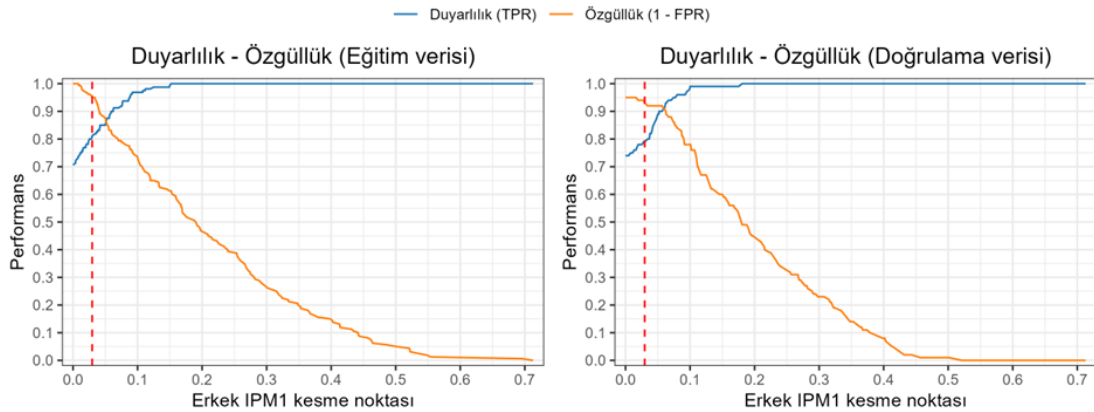 Duyarlılık (TPR) Özgüllük (1 - FPR)
Duyarlılık - Özgüllük (Eğitim verisi)
Performans
1.0
0.9
0.8
0.7
0.6
0.5
0.4
0.3
0.2
0.1
0.0
0.0 0.1 0.2 0.3 0.4 0.5 0.6 0.7
Erkek IPM1 kesme noktası
Duyarlılık - Özgüllük (Doğrulama verisi)
Performans
1.0
0.9
0.8
0.7
0.6
0.5
0.4
0.3
0.2
0.1
0.0
0.0 0.1 0.2 0.3 0.4 0.5 0.6 0.7
Erkek IPM1 kesme noktası